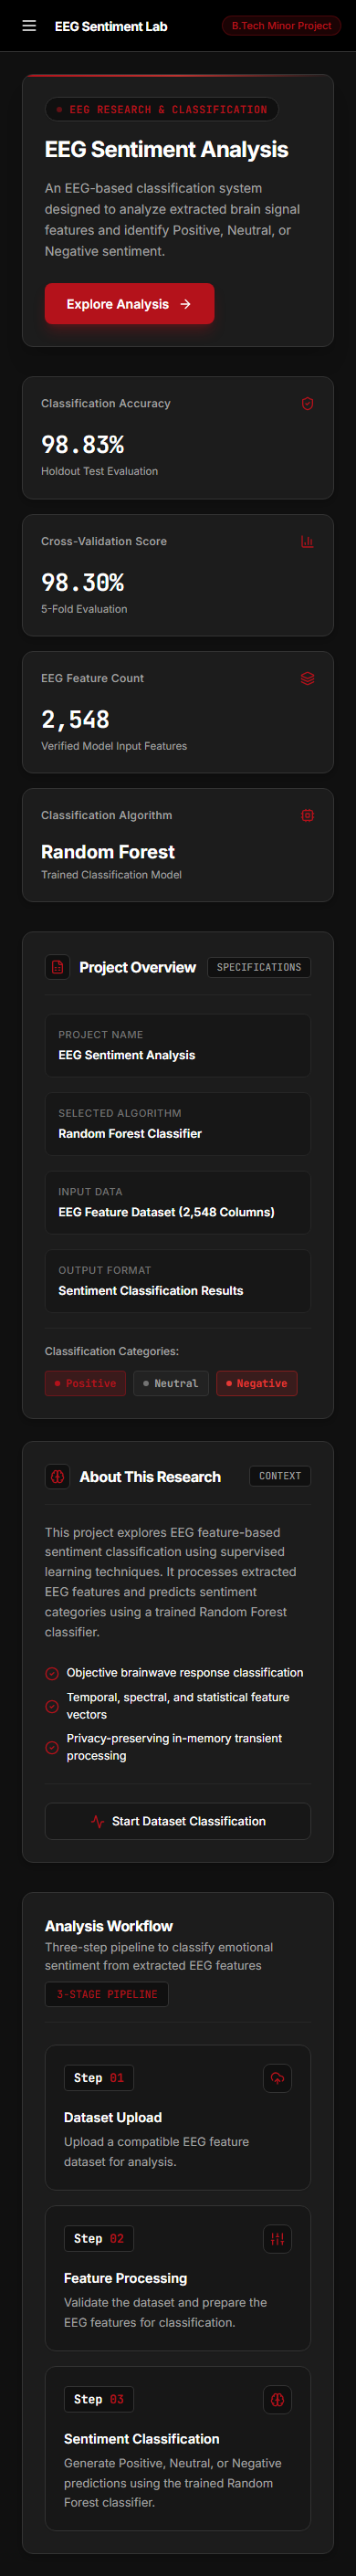 EEG Sentiment Lab
B.Tech Minor Project
EEG RESEARCH & CLASSIFICATION
EEG Sentiment Analysis
An EEG-based classification system
designed to analyze extracted brain signal
features and identify Positive, Neutral, or
Negative sentiment.
Explore Analysis
Classification Accuracy
98.83%
Holdout Test Evaluation
Cross-Validation Score
98.30%
5-Fold Evaluation
EEG Feature Count
2,548
Verified Model Input Features
Classification Algorithm
Random Forest
Trained Classification Model
Project Overview
SPECIFICATIONS
PROJECT NAME
EEG Sentiment Analysis
SELECTED ALGORITHM
Random Forest Classifier
INPUT DATA
EEG Feature Dataset (2,548 Columns)
OUTPUT FORMAT
Sentiment Classification Results
Classification Categories:
Positive
Neutral
Negative
About This Research
CONTEXT
This project explores EEG feature-based
sentiment classification using supervised
learning techniques. It processes extracted
EEG features and predicts sentiment
categories using a trained Random Forest
classifier.
Objective brainwave response classification
Temporal, spectral, and statistical feature
vectors
Privacy-preserving in-memory transient
processing
Start Dataset Classification
Analysis Workflow
Three-step pipeline to classify emotional
sentiment from extracted EEG features
3-STAGE PIPELINE
Step 01
Dataset Upload
Upload a compatible EEG feature
dataset for analysis.
Step 02
Feature Processing
Validate the dataset and prepare the
EEG features for classification.
Step 03
Sentiment Classification
Generate Positive, Neutral, or Negative
predictions using the trained Random
Forest classifier.